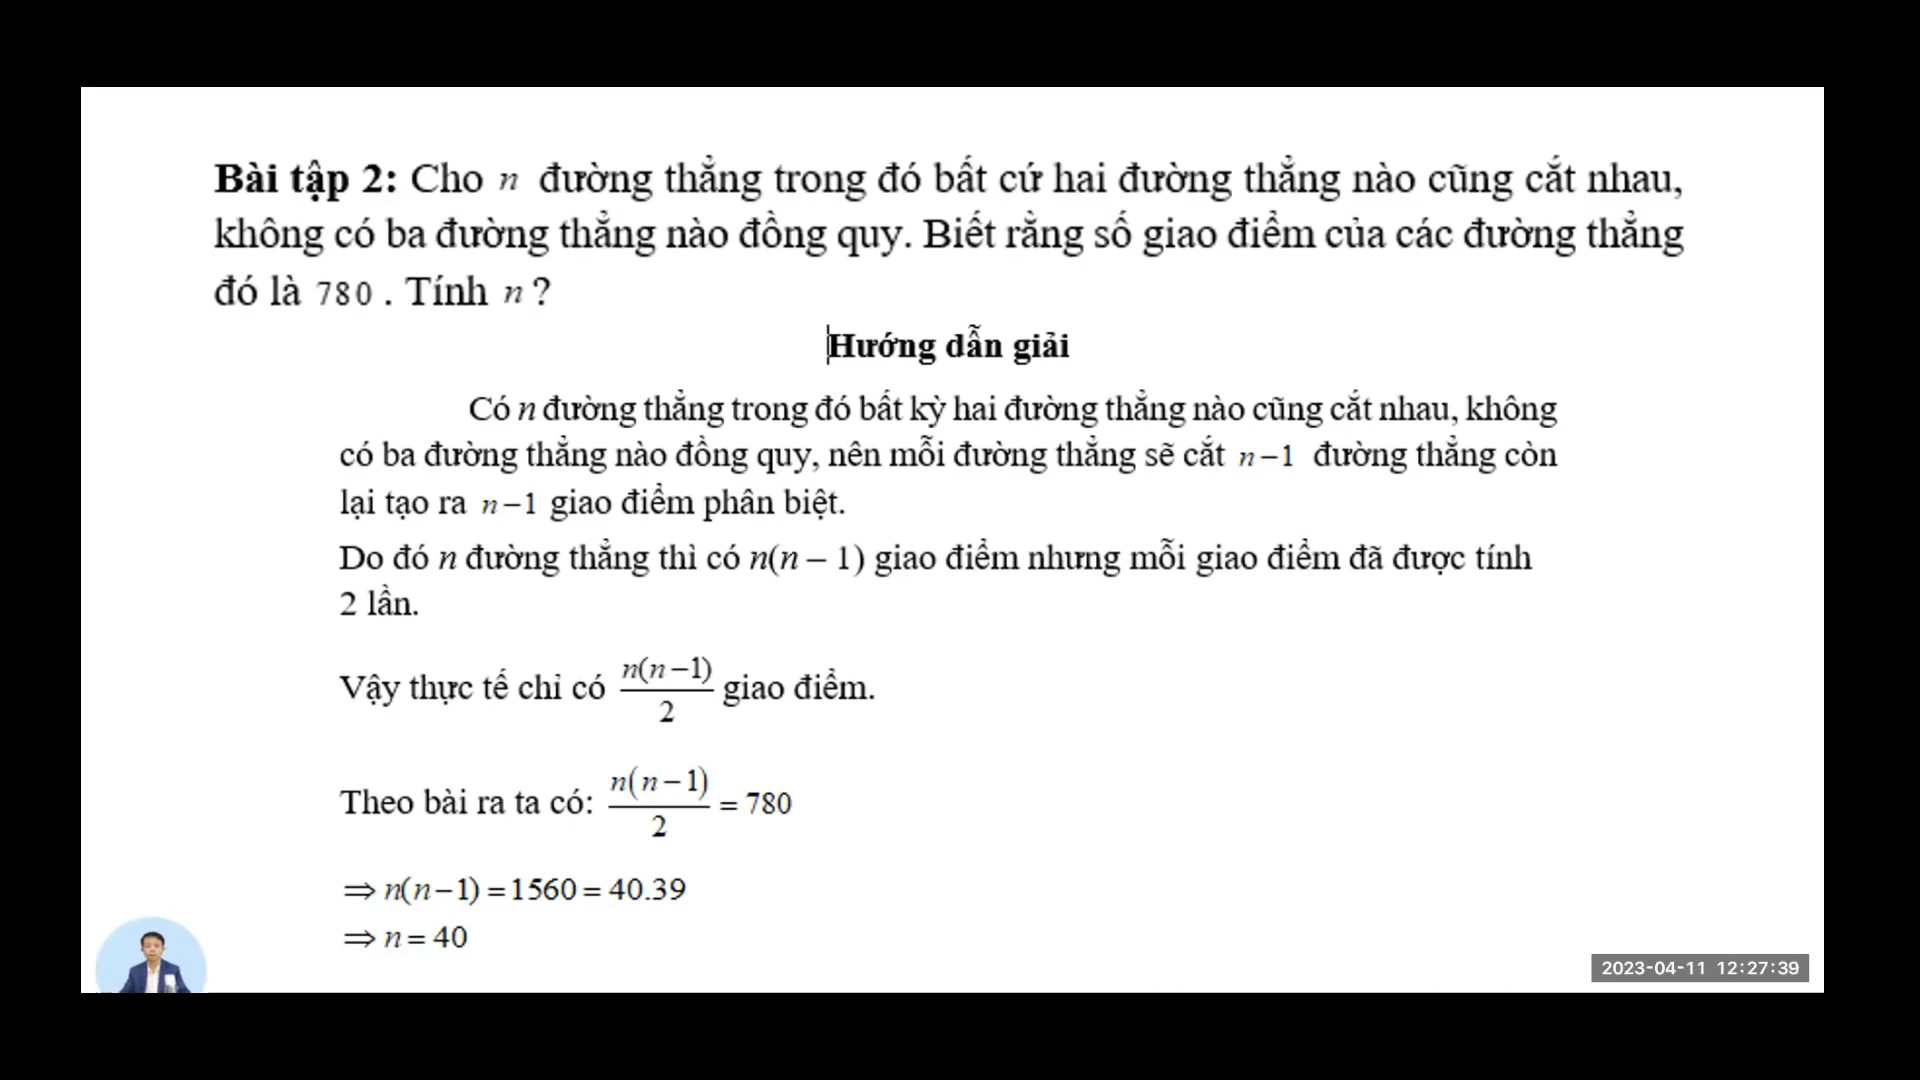 Bài tập 2: Cho n đường thẳng trong đó bất cứ hai đường thẳng nào cũng cắt nhau,
không có ba đường thẳng nào đồng quy. Biết rằng số giao điểm của các đường thẳng
đó là 780 . Tính n ?
Hướng dẫn giải
Có n đường thẳng trong đó bất kỳ hai đường thẳng nào cũng cắt nhau, không
có ba đường thẳng nào đồng quy, nên mỗi đường thẳng sẽ cắt n−1 đường thẳng còn
lại tạo ra n−1 giao điểm phân biệt.
Do đó n đường thẳng thì có n(n – 1) giao điểm nhưng mỗi giao điểm đã được tính
2 lần.
Vậy thực tế chỉ có n(n−1)/2 giao điểm.
Theo bài ra ta có: n(n−1)/2 = 780
⇒ n(n−1) = 1560 = 40.39
⇒ n = 40
2023-04-11 12:27:39